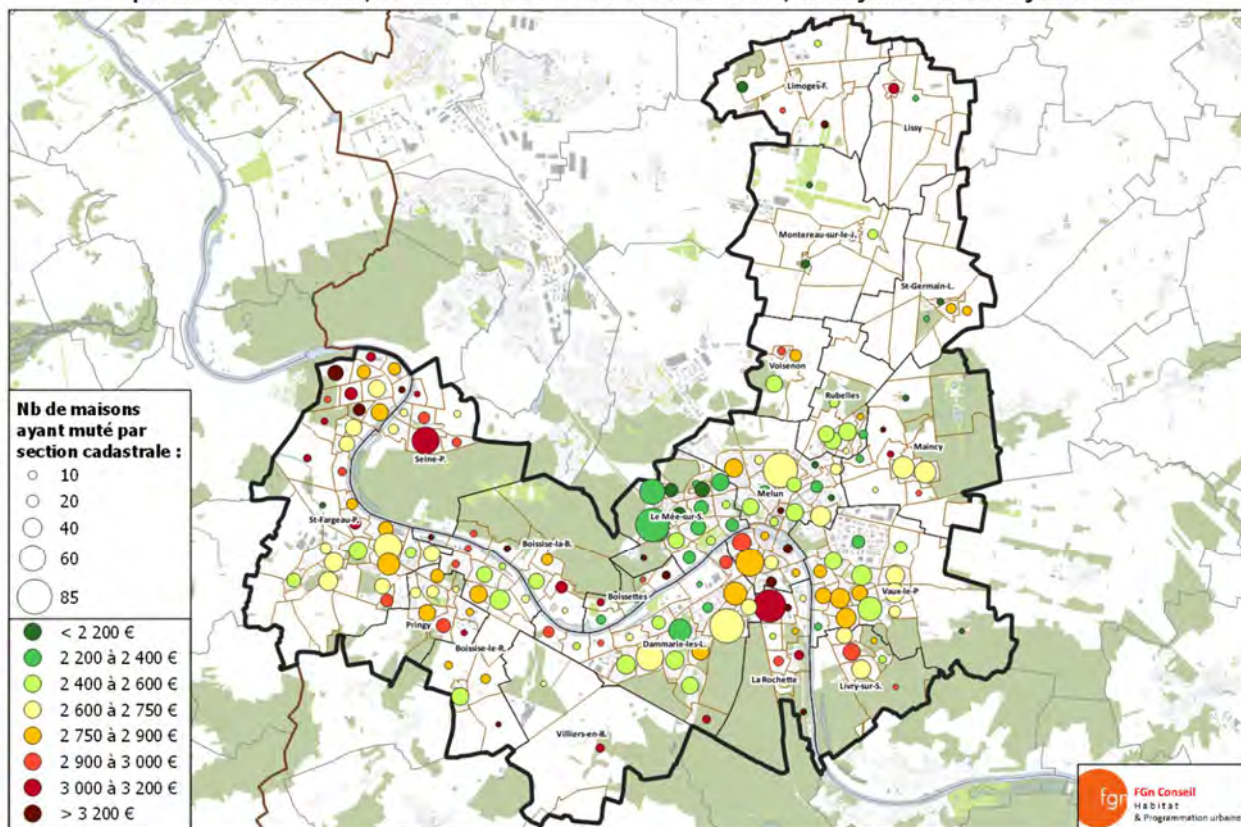 Nb de maisons
ayant muté par
section cadastrale :
10
20
40
60
85
< 2 200 €
2 200 à 2 400 €
2 400 à 2 600 €
2 600 à 2 750 €
2 750 à 2 900 €
2 900 à 3 000 €
3 000 à 3 200 €
> 3 200 €
Limoges-F.
Lissy
Montereau-sur-le-J.
St-Germain-L.
Voisenon
Rubelles
Maincy
Seine-P.
Melun
Le Mée-sur-S.
St-Fargeau-P.
Boissise-la-B.
Boissettes
Vaux-le-P
Pringy
Boissise-le-R.
Dammarie-les-L.
La Rochette
Livry-sur-S.
Villiers-en-B.
fgn
FGn Conseil
Habitat
& Programmation urbaine